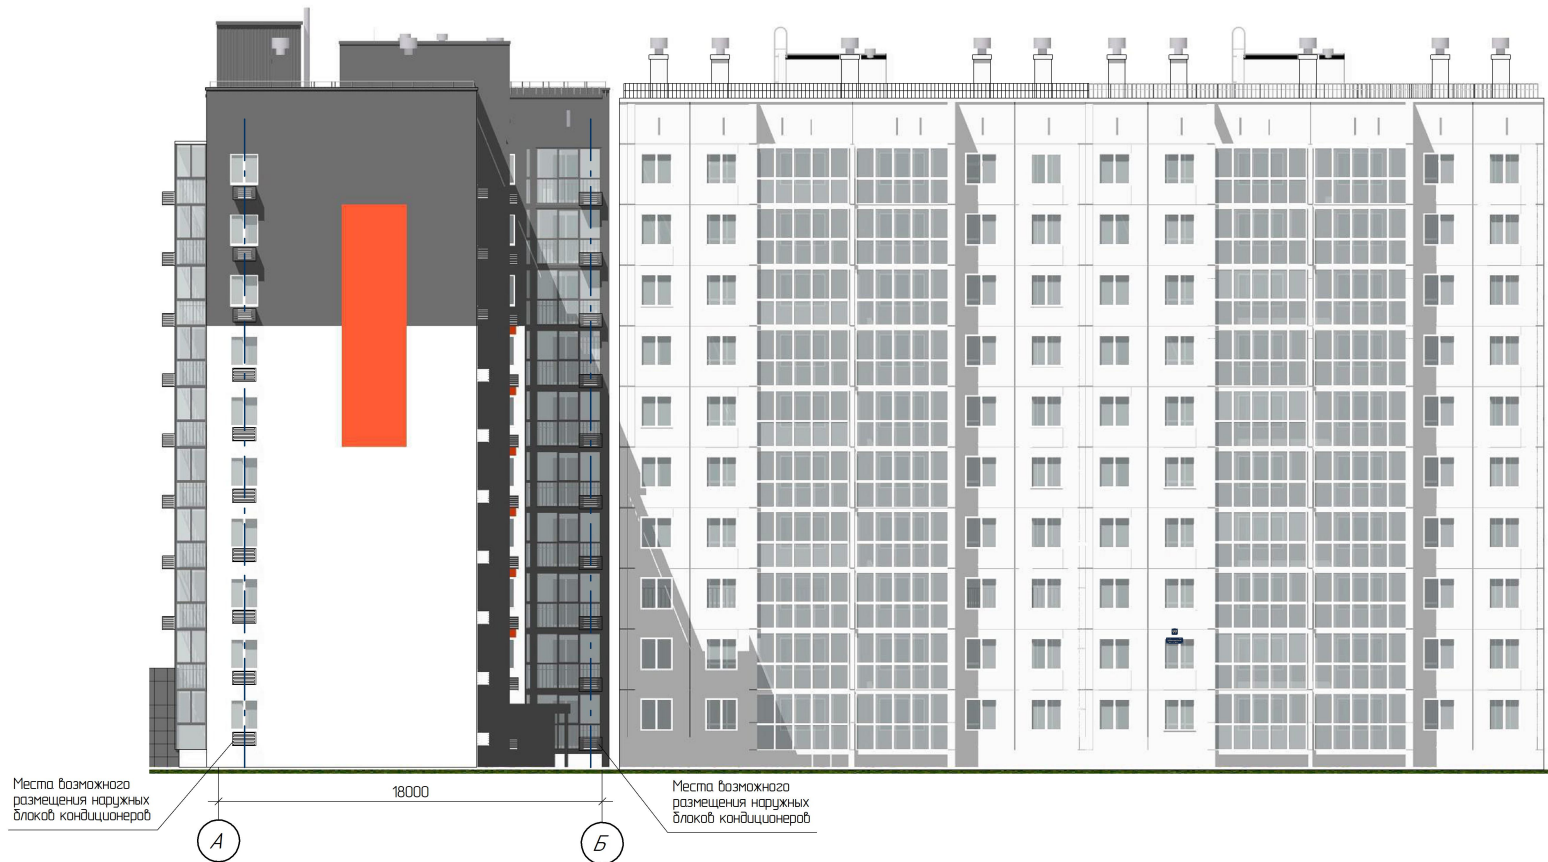 Места возможного
размещения наружных
блоков кондиционеров
18000
Места возможного
размещения наружных
блоков кондиционеров
А
Б